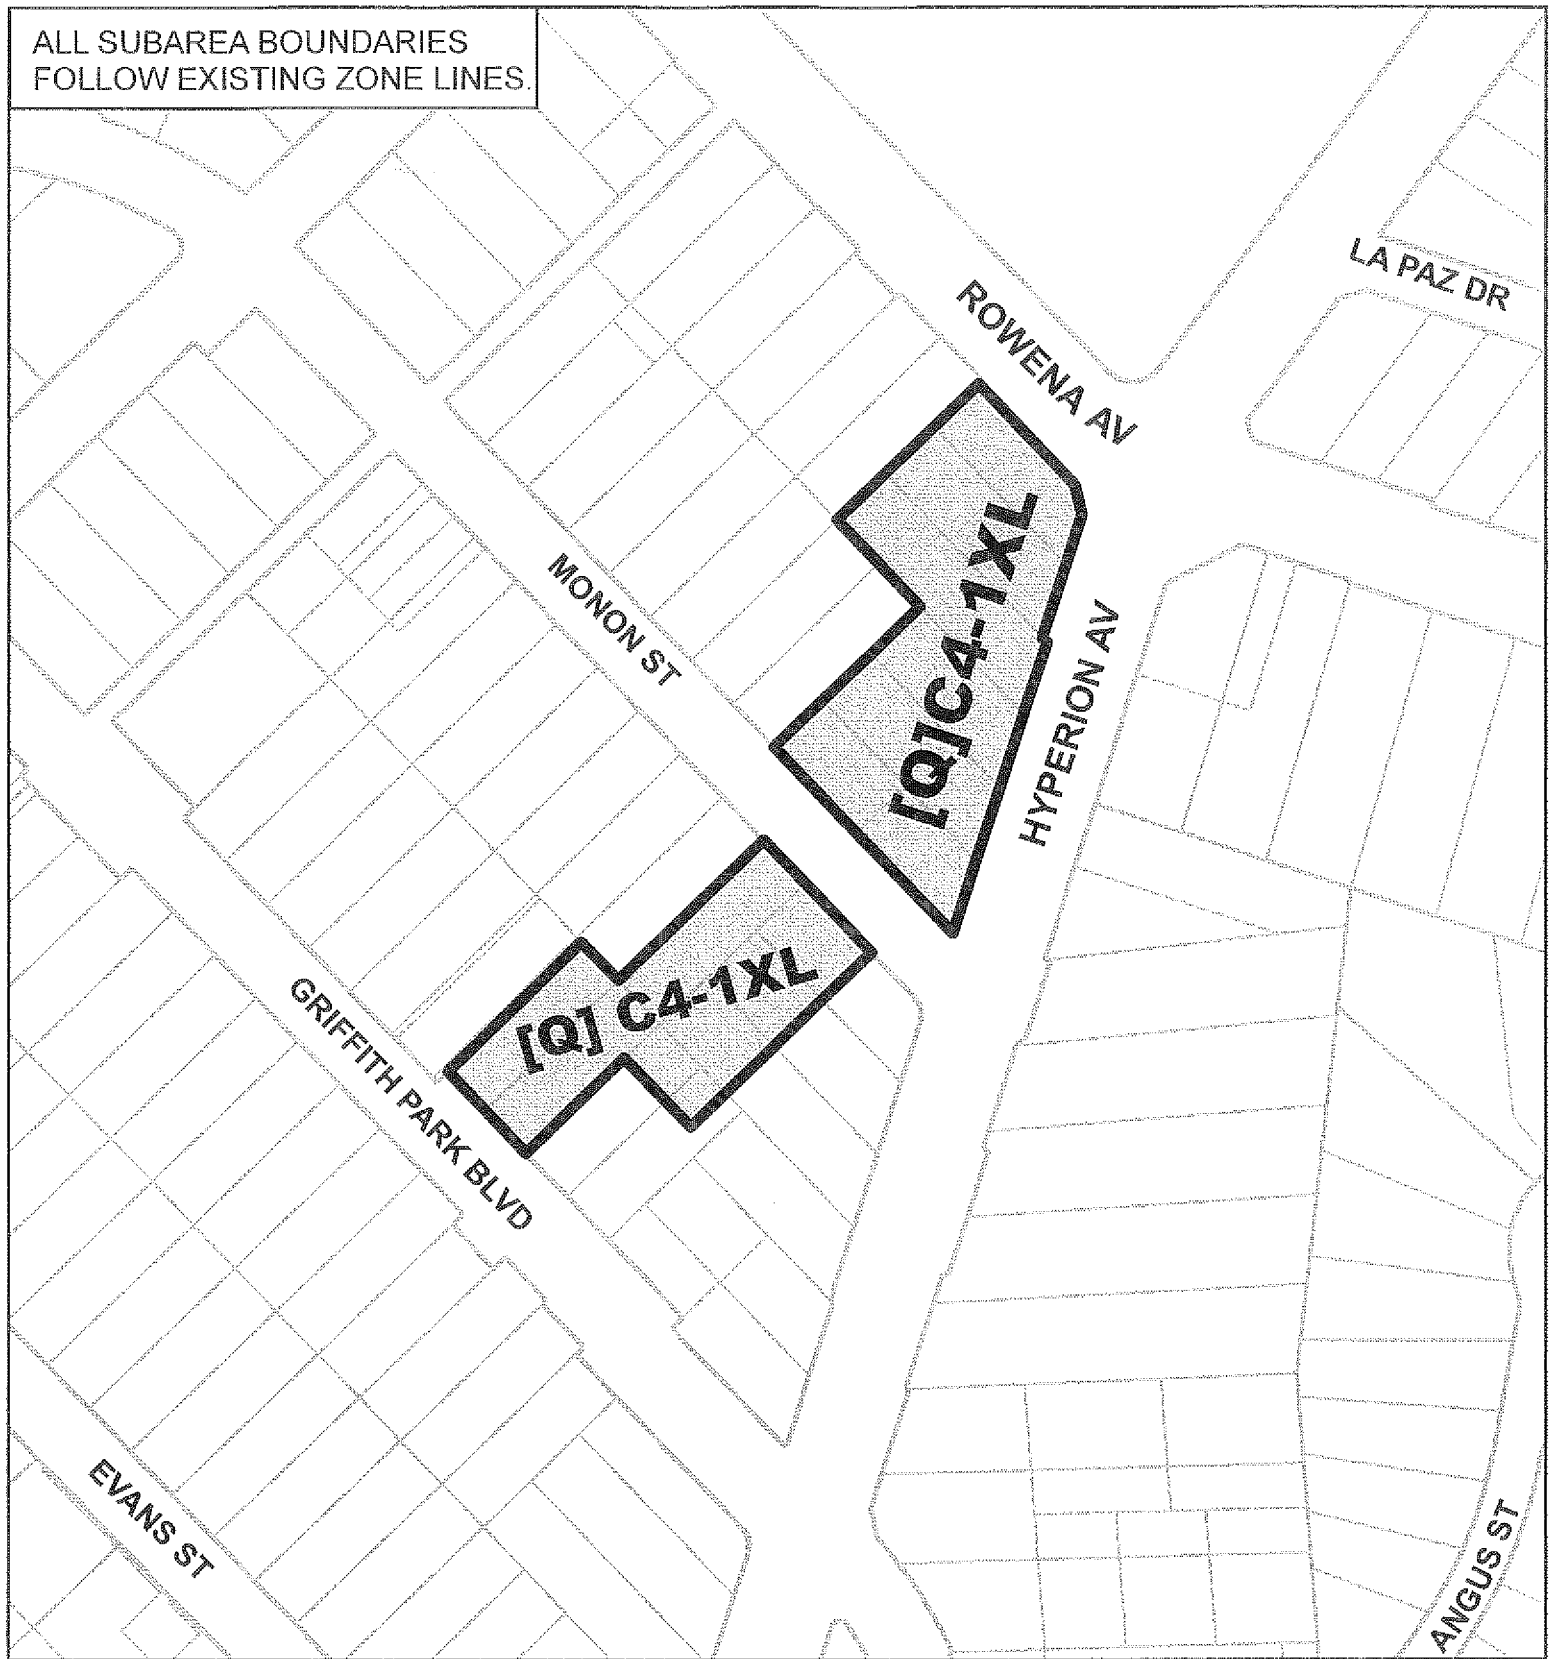 ALL SUBAREA BOUNDARIES
FOLLOW EXISTING ZONE LINES.
LA PAZ DR
ROWENA AV
[Q]C4-1XL
MONON ST
HYPERION AV
[Q] C4-1XL
GRIFFITH PARK BLVD
EVANS ST
ANGUS ST